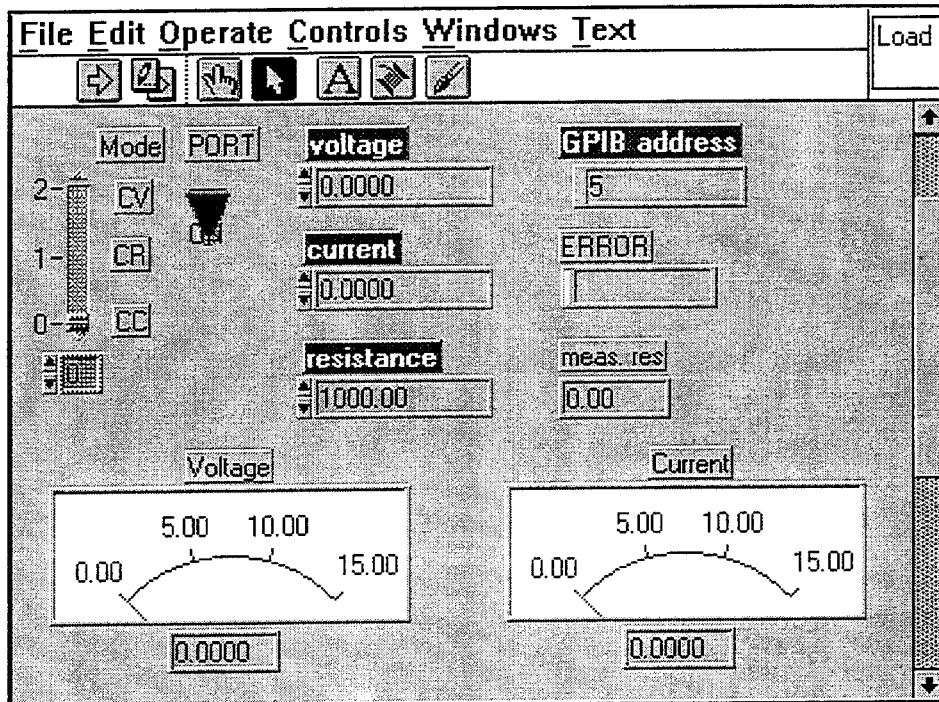 File Edit Operate Controls Windows Text
Load
A
Mode PORT voltage GPIB address
2 CV 0.0000 5
1 CR current ERROR
0.0000
0 CC resistance meas. res
0 1000.00 0.00
Voltage Current
0.00 5.00 10.00 15.00 0.00 5.00 10.00 15.00
0.0000 0.0000